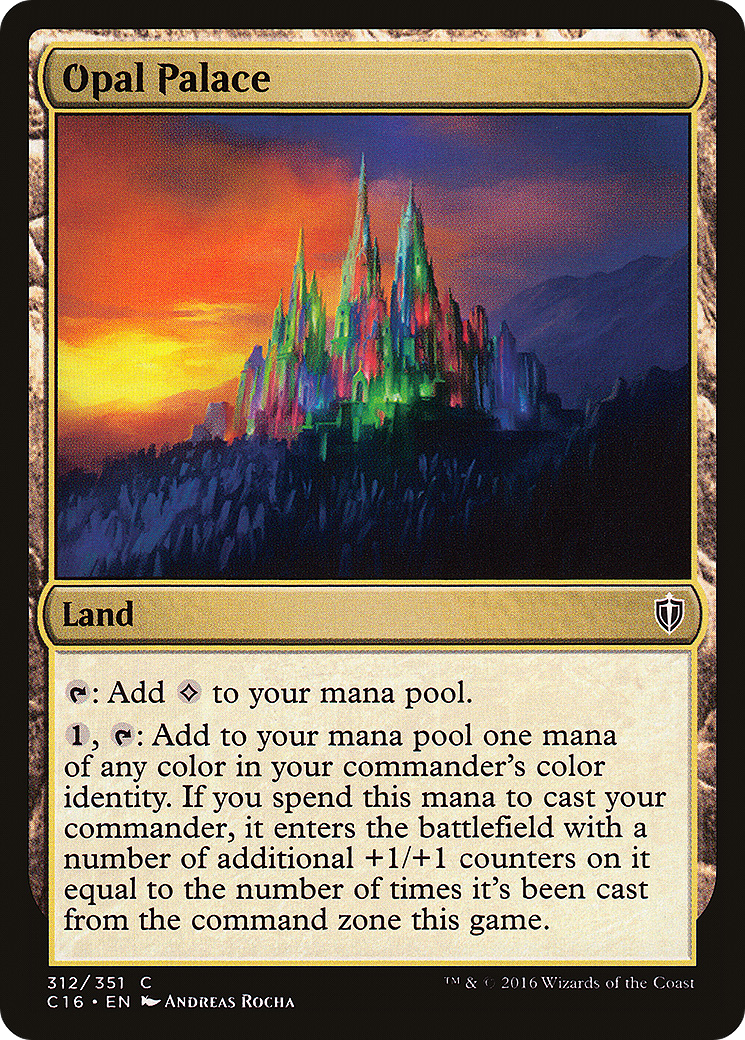 Opal Palace
Land
: Add to your mana pool.
1, : Add to your mana pool one mana
of any color in your commander's color
identity. If you spend this mana to cast your
commander, it enters the battlefield with a
number of additional +1/+1 counters on it
equal to the number of times it's been cast
from the command zone this game.
312/351 C
™ & © 2016 Wizards of the Coast
C16 • EN Andreas Rocha